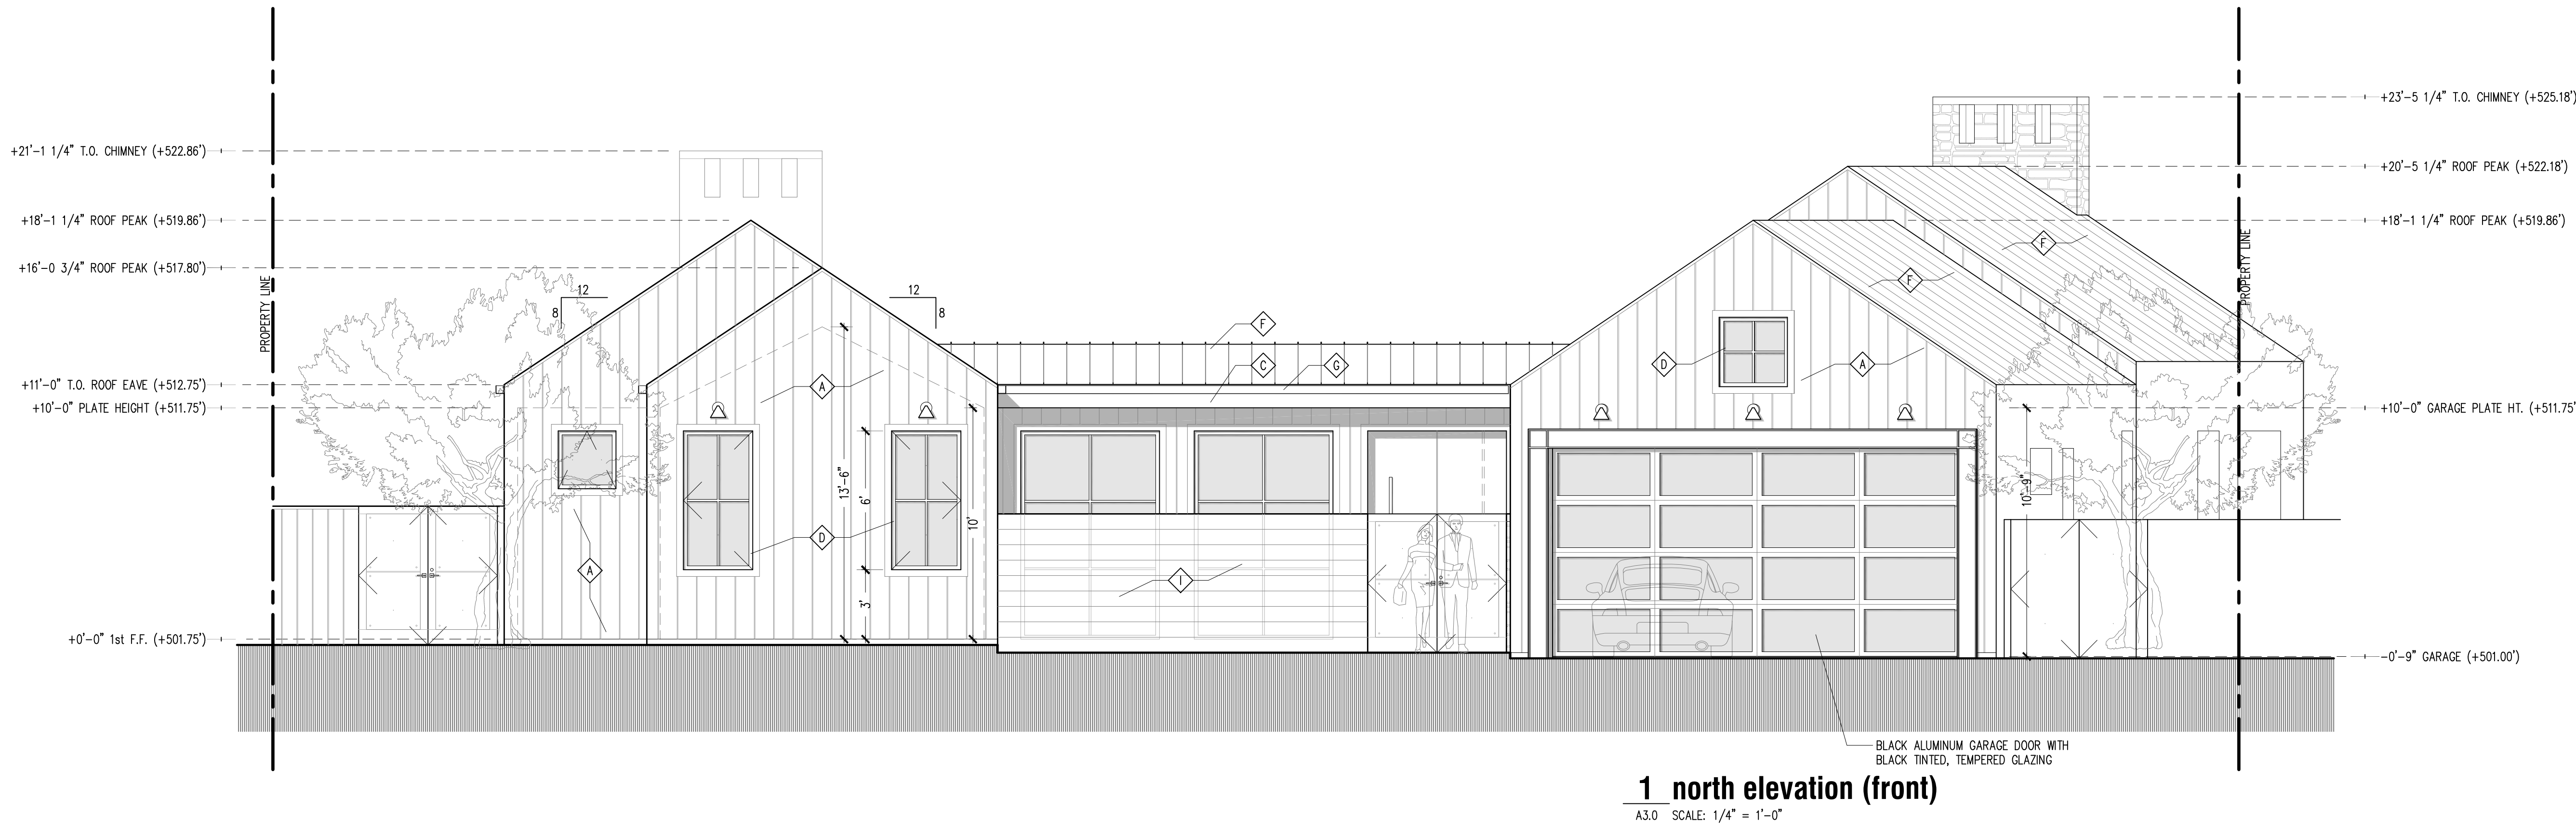 +21'-1 1/4" T.O. CHIMNEY (+522.86')
+18'-1 1/4" ROOF PEAK (+519.86')
+16'-0 3/4" ROOF PEAK (+517.80')
+11'-0" T.O. ROOF EAVE (+512.75')
+10'-0" PLATE HEIGHT (+511.75')
+0'-0" 1st F.F. (+501.75')
PROPERTY LINE
12
8
12
8
A
A
D
13'-6"
6'
3'
10'
F
C
G
I
D
A
F
F
10'-9"
PROPERTY LINE
+23'-5 1/4" T.O. CHIMNEY (+525.18')
+20'-5 1/4" ROOF PEAK (+522.18')
+18'-1 1/4" ROOF PEAK (+519.86')
+10'-0" GARAGE PLATE HT. (+511.75'
-0'-9" GARAGE (+501.00')
BLACK ALUMINUM GARAGE DOOR WITH
BLACK TINTED, TEMPERED GLAZING
1 north elevation (front)
A3.0 SCALE: 1/4" = 1'-0"